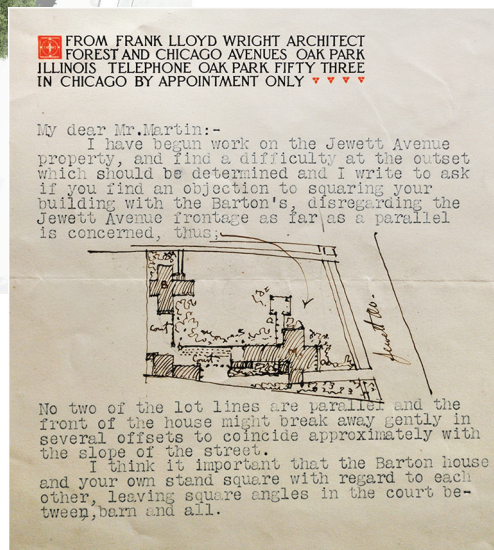 FROM FRANK LLOYD WRIGHT ARCHITECT
FOREST AND CHICAGO AVENUES OAK PARK
ILLINOIS TELEPHONE OAK PARK FIFTY THREE
IN CHICAGO BY APPOINTMENT ONLY
My dear Mr.Martin:-
I have begun work on the Jewett Avenue
property, and find a difficulty at the outset
which should be determined and I write to ask
if you find an objection to squaring your
building with the Barton's, disregarding the
Jewett Avenue frontage as far as a parallel
is concerned, thus;
Jewett Av.
No two of the lot lines are parallel and the
front of the house might break away gently in
several offsets to coincide approximately with
the slope of the street.
I think it important that the Barton house
and your own stand square with regard to each
other, leaving square angles in the court be-
tween,barn and all.